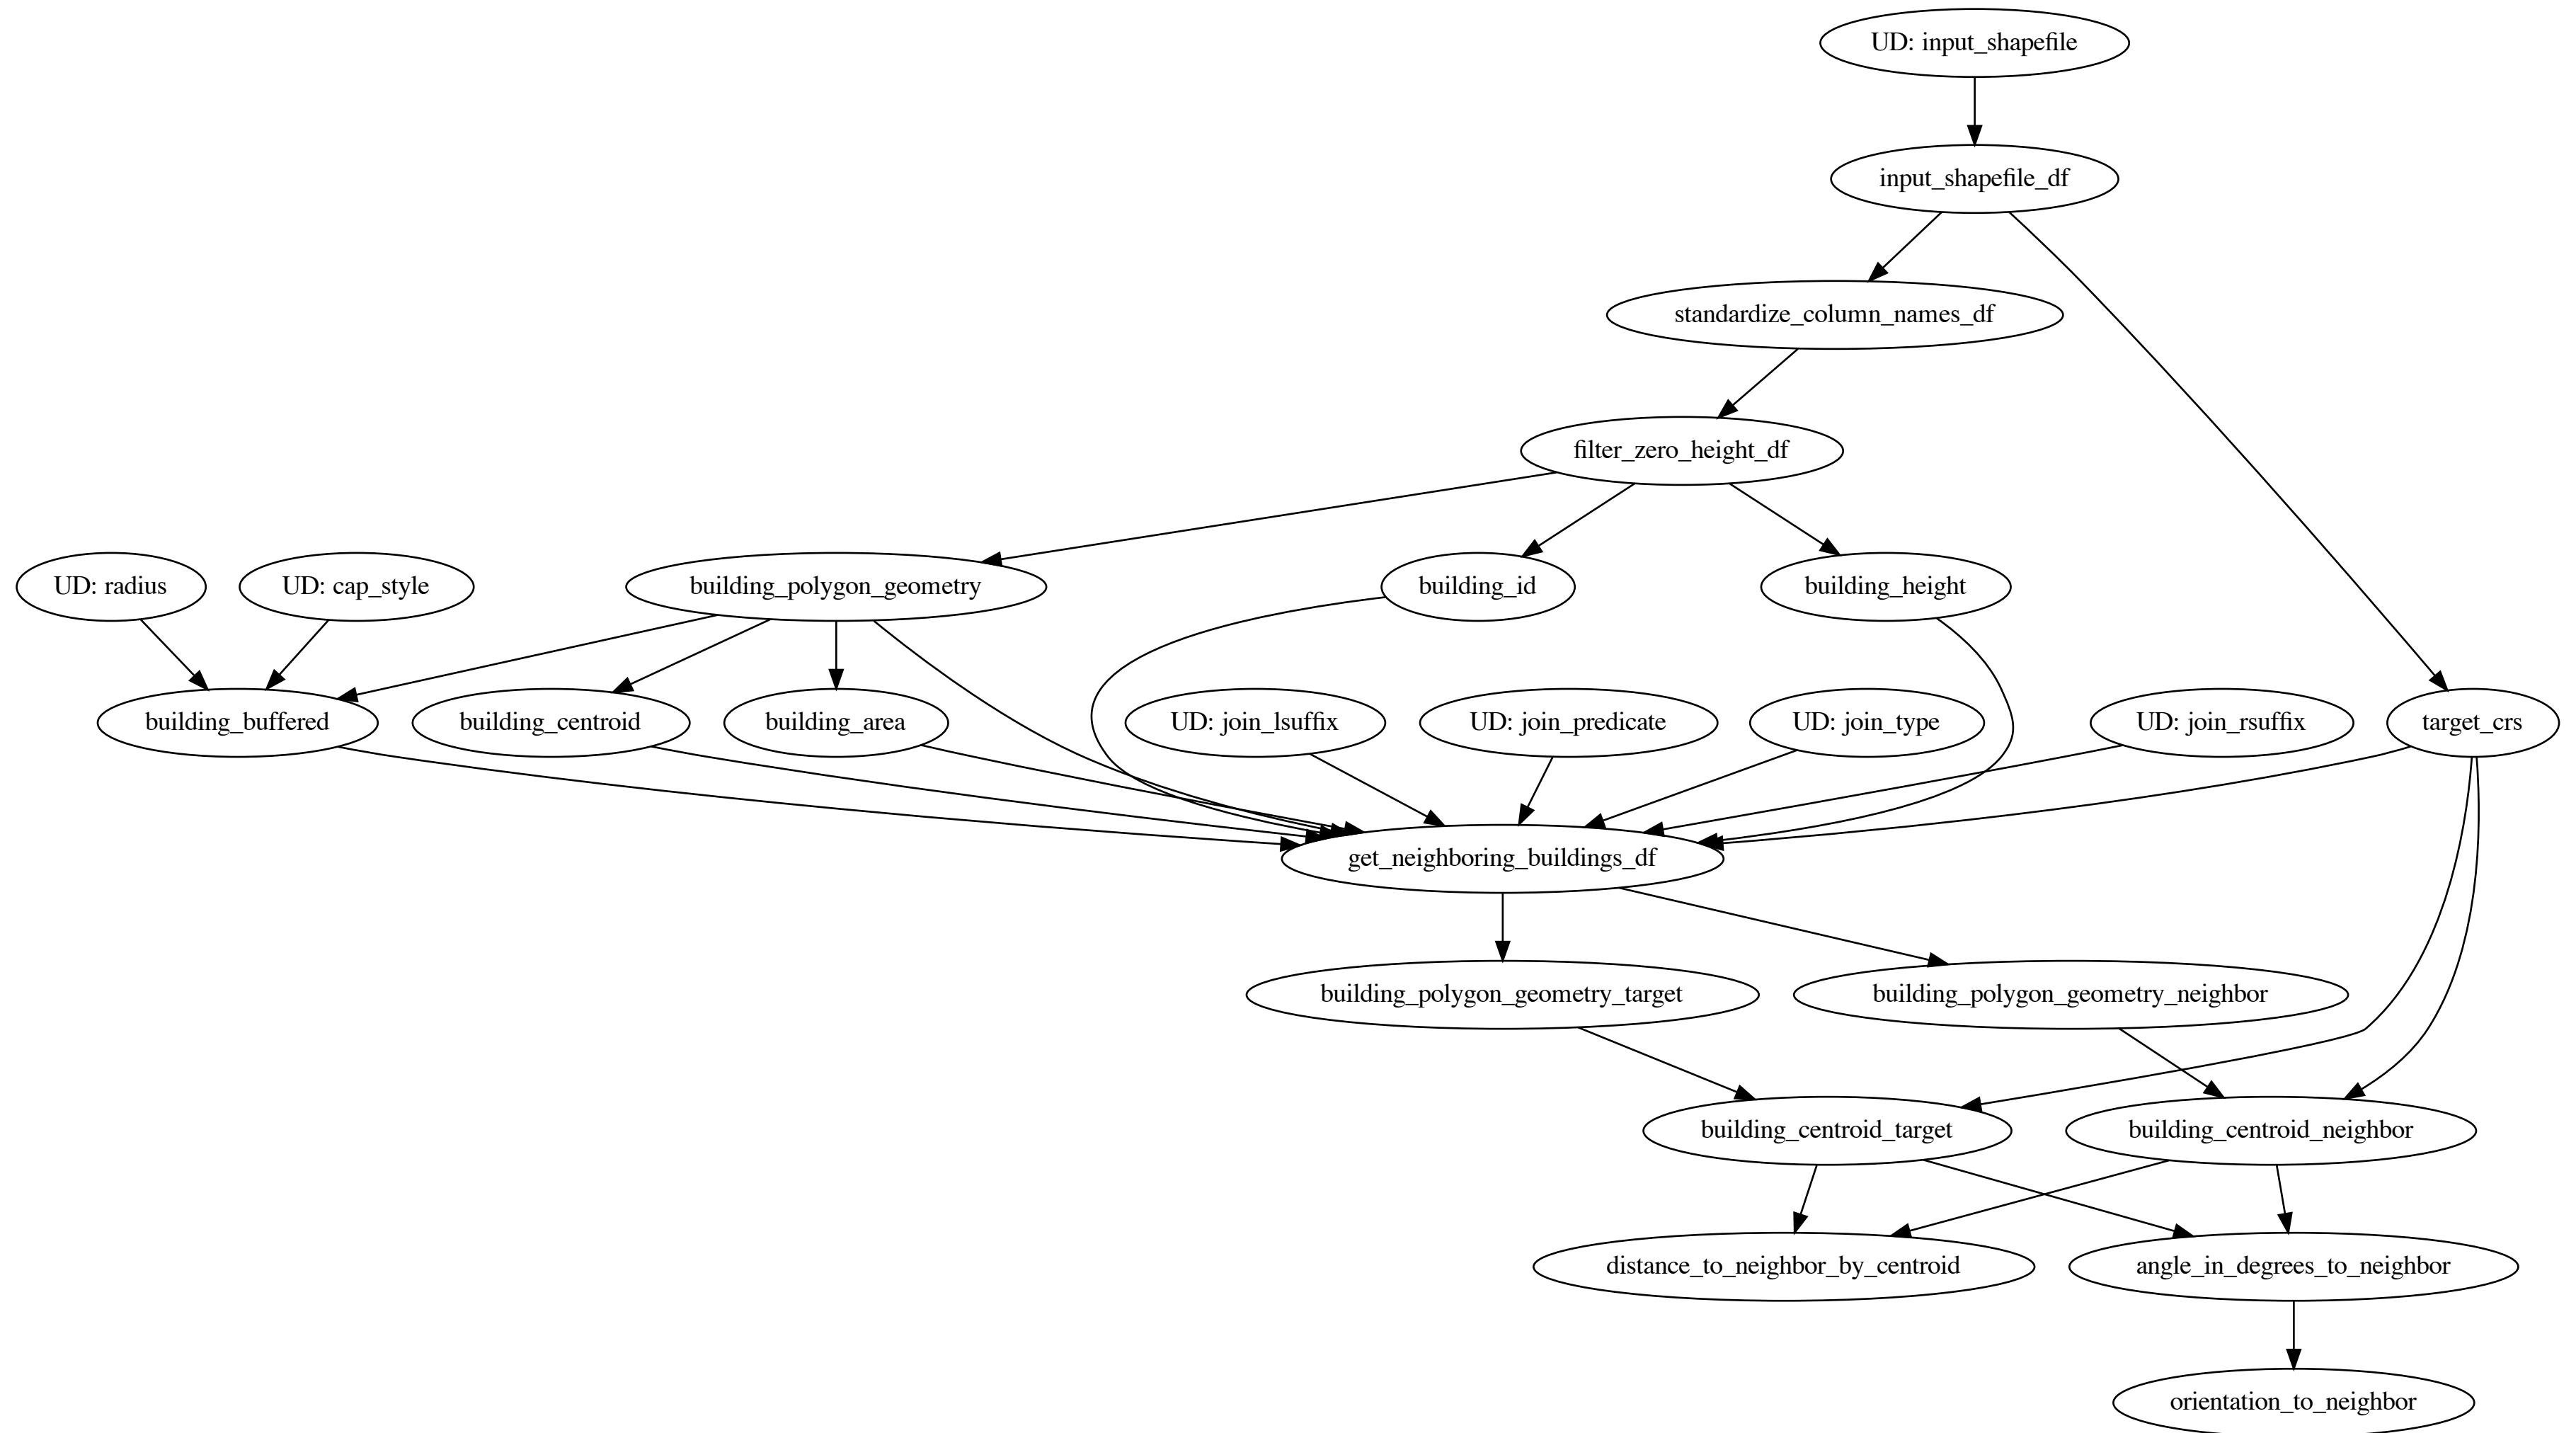 UD: input_shapefile
input_shapefile_df
standardize_column_names_df
filter_zero_height_df
UD: radius
UD: cap_style
building_polygon_geometry
building_id
building_height
building_buffered
building_centroid
building_area
UD: join_lsuffix
UD: join_predicate
UD: join_type
UD: join_rsuffix
target_crs
get_neighboring_buildings_df
building_polygon_geometry_target
building_polygon_geometry_neighbor
building_centroid_target
building_centroid_neighbor
distance_to_neighbor_by_centroid
angle_in_degrees_to_neighbor
orientation_to_neighbor